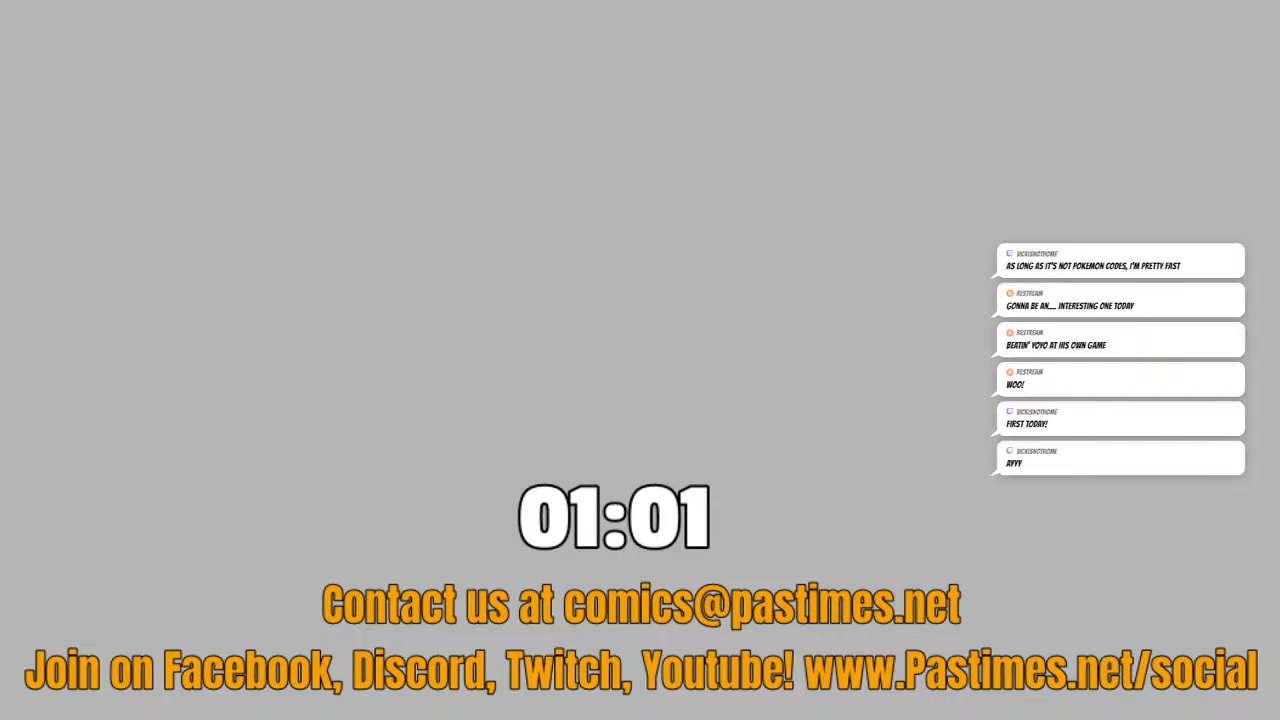 VICKISNOTHOME
AS LONG AS IT'S NOT POKEMON CODES, I'M PRETTY FAST
RESTREAM
GONNA BE AN.... INTERESTING ONE TODAY
RESTREAM
BEATIN' YOYO AT HIS OWN GAME
RESTREAM
WOO!
VICKISNOTHOME
FIRST TODAY!
VICKISNOTHOME
AYYY
01:01
Contact us at comics@pastimes.net
Join on Facebook, Discord, Twitch, Youtube! www.Pastimes.net/social